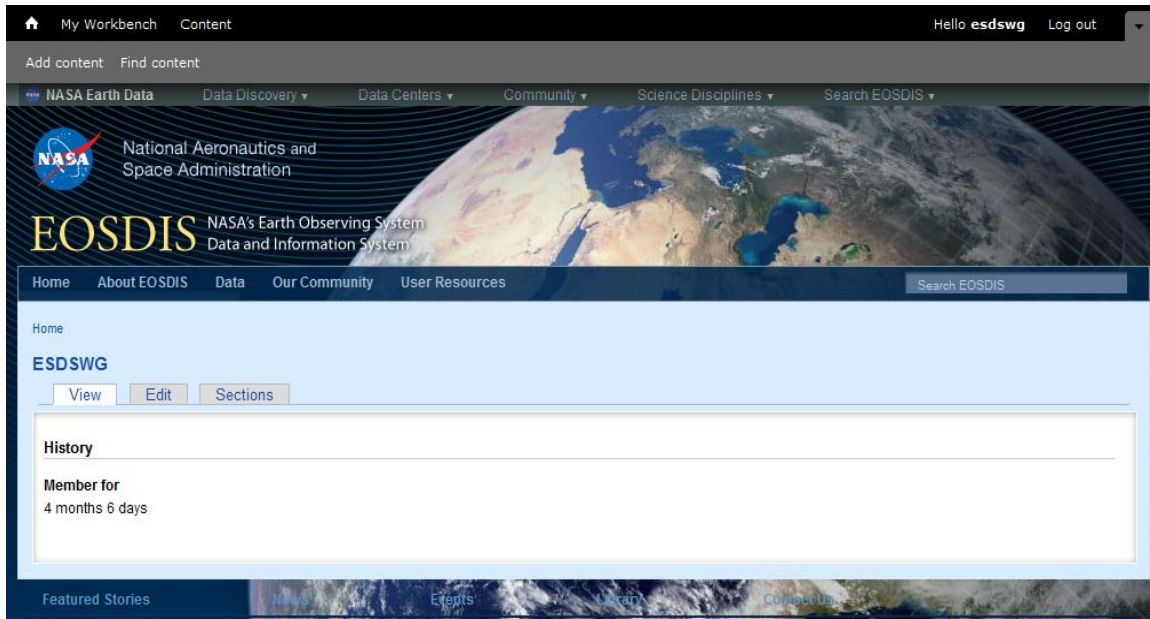 My Workbench Content Hello esdswg Log out
Add content Find content
NASA Earth Data Data Discovery ▾ Data Centers ▾ Community ▾ Science Disciplines ▾ Search EOSDIS ▾
NASA
National Aeronautics and
Space Administration
EOSDIS
NASA's Earth Observing System
Data and Information System
Home About EOSDIS Data Our Community User Resources Search EOSDIS
Home
ESDSWG
View Edit Sections
History
Member for
4 months 6 days
Featured Stories News Events Library Contact Us